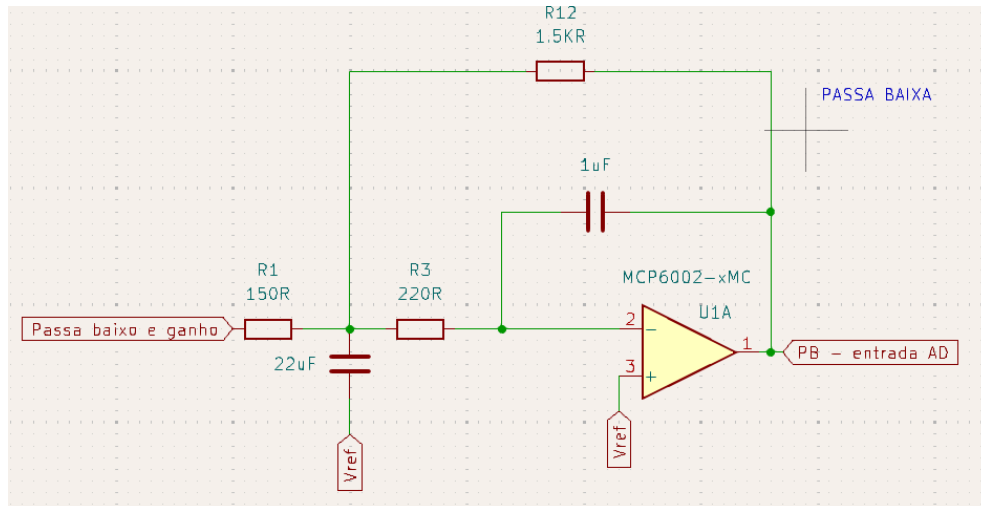 R12
1.5KR
PASSA BAIXA
1uF
MCP6002-xMC
U1A
R1
150R
R3
220R
Passa baixo e ganho
22uF
2
3
1
PB - entrada AD
Vref
Vref